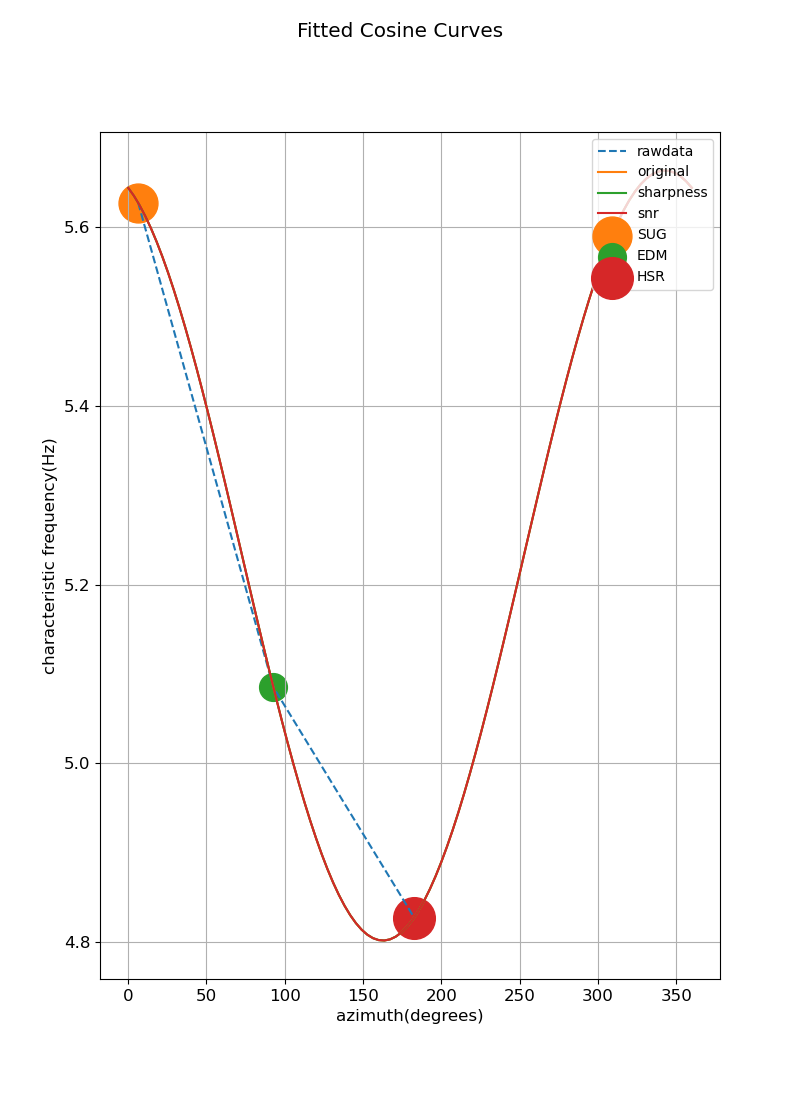 Fitted Cosine Curves
rawdata
original
sharpness
snr
SUG
EDM
HSR
5.6
5.4
5.2
5.0
4.8
characteristic frequency(Hz)
0 50 100 150 200 250 300 350
azimuth(degrees)